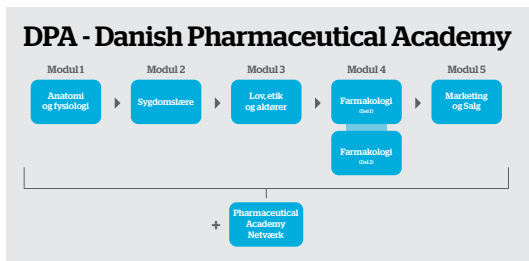 DPA - Danish Pharmaceutical Academy
Modul 1
Modul 2
Modul 3
Modul 4
Modul 5
Anatomi
og fysiologi
Sygdomslære
Lov, etik
og aktører
Farmakologi
(Del 1)
Marketing
og Salg
Farmakologi
(Del 2)
+
Pharmaceutical
Academy
Netværk